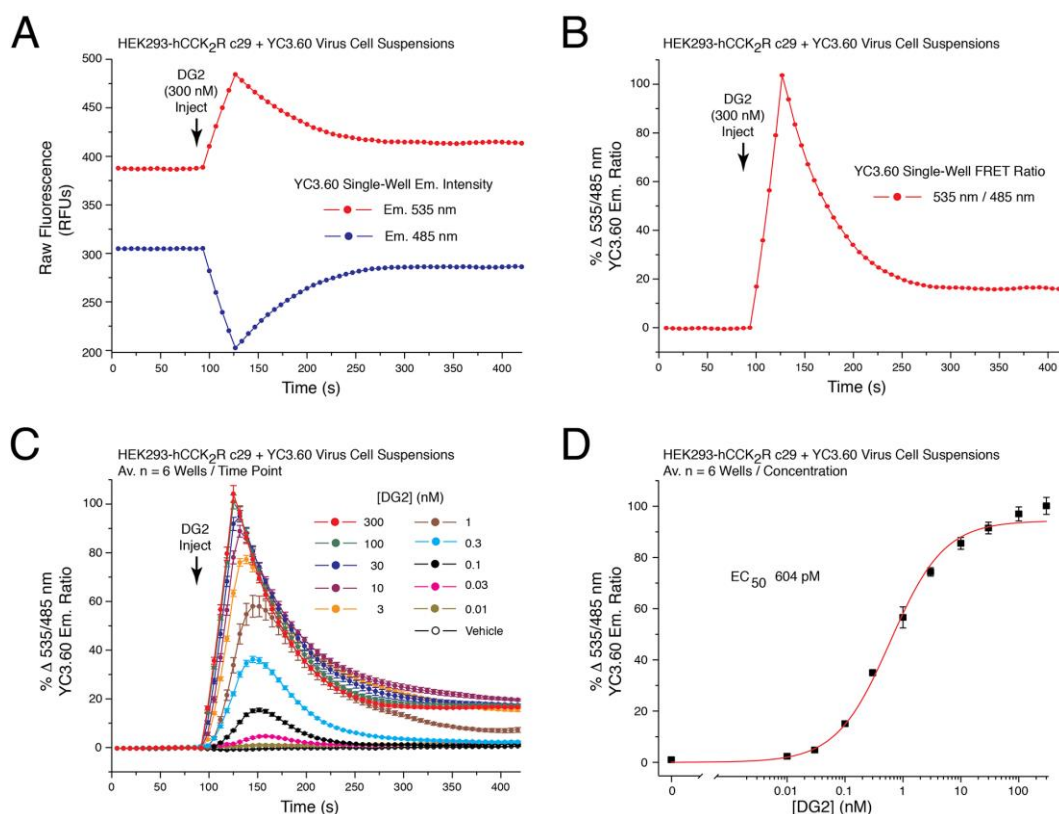 A
HEK293-hCCK2R c29 + YC3.60 Virus Cell Suspensions
DG2
(300 nM)
Inject
YC3.60 Single-Well Em. Intensity
Em. 535 nm
Em. 485 nm
Raw Fluorescence
(RFUs)
500
450
400
350
300
250
200
0 50 100 150 200 250 300 350 400
Time (s)
B
HEK293-hCCK2R c29 + YC3.60 Virus Cell Suspensions
DG2
(300 nM)
Inject
YC3.60 Single-Well FRET Ratio
535 nm / 485 nm
% Δ 535/485 nm
YC3.60 Em. Ratio
100
80
60
40
20
0
0 50 100 150 200 250 300 350 400
Time (s)
C
HEK293-hCCK2R c29 + YC3.60 Virus Cell Suspensions
Av. n = 6 Wells / Time Point
DG2
Inject
[DG2] (nM)
300 1
100 0.3
30 0.1
10 0.03
3 0.01
Vehicle
% Δ 535/485 nm
YC3.60 Em. Ratio
100
80
60
40
20
0
0 50 100 150 200 250 300 350 400
Time (s)
D
HEK293-hCCK2R c29 + YC3.60 Virus Cell Suspensions
Av. n = 6 Wells / Concentration
EC50 604 pM
% Δ 535/485 nm
YC3.60 Em. Ratio
100
80
60
40
20
0
0 0.01 0.1 1 10 100
[DG2] (nM)